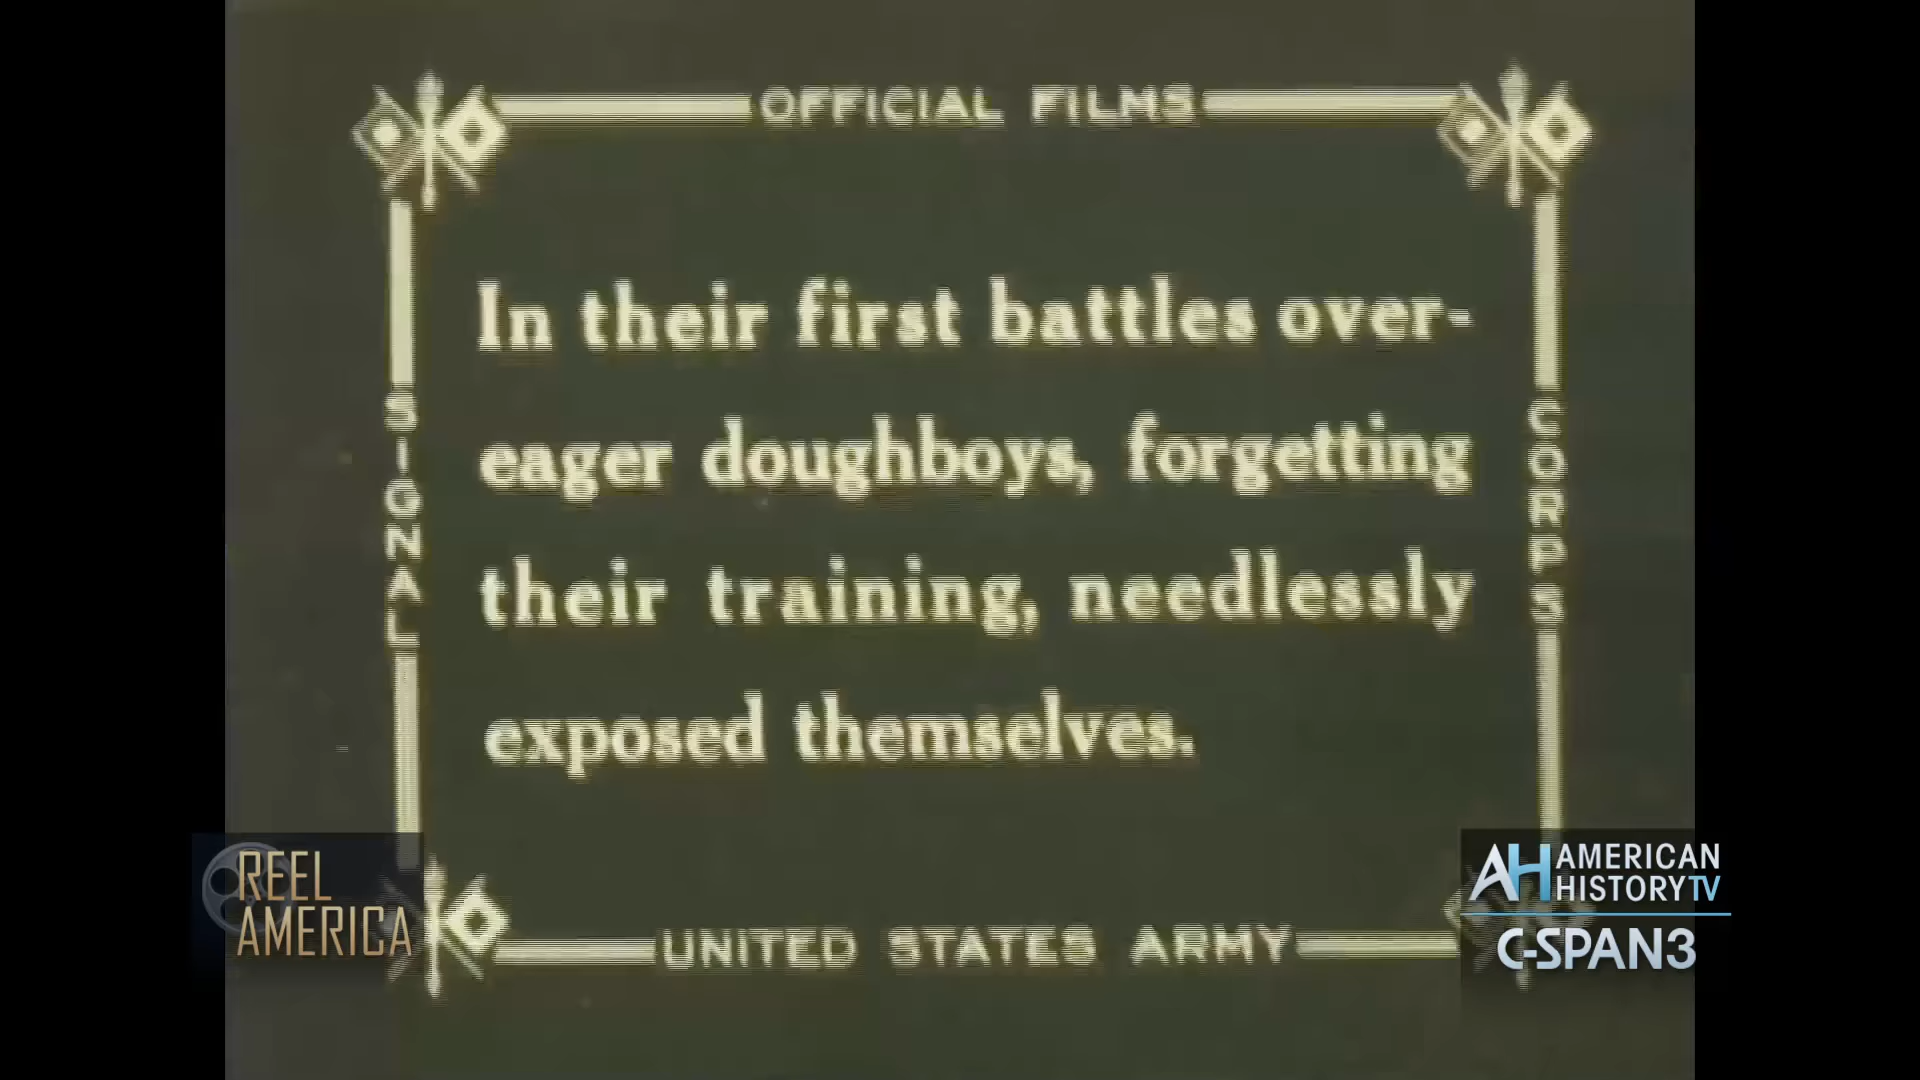 OFFICIAL FILMS
SIGNAL
CORPS
In their first battles over-
eager doughboys, forgetting
their training, needlessly
exposed themselves.
UNITED STATES ARMY
REEL
AMERICA
AH AMERICAN
HISTORY TV
C-SPAN3